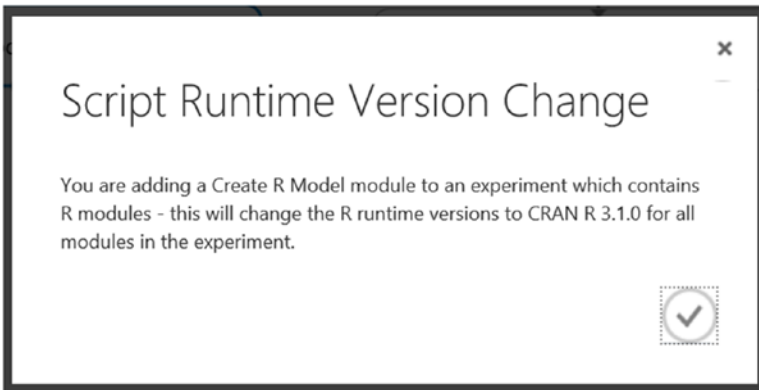 Script Runtime Version Change
You are adding a Create R Model module to an experiment which contains
R modules - this will change the R runtime versions to CRAN R 3.1.0 for all
modules in the experiment.